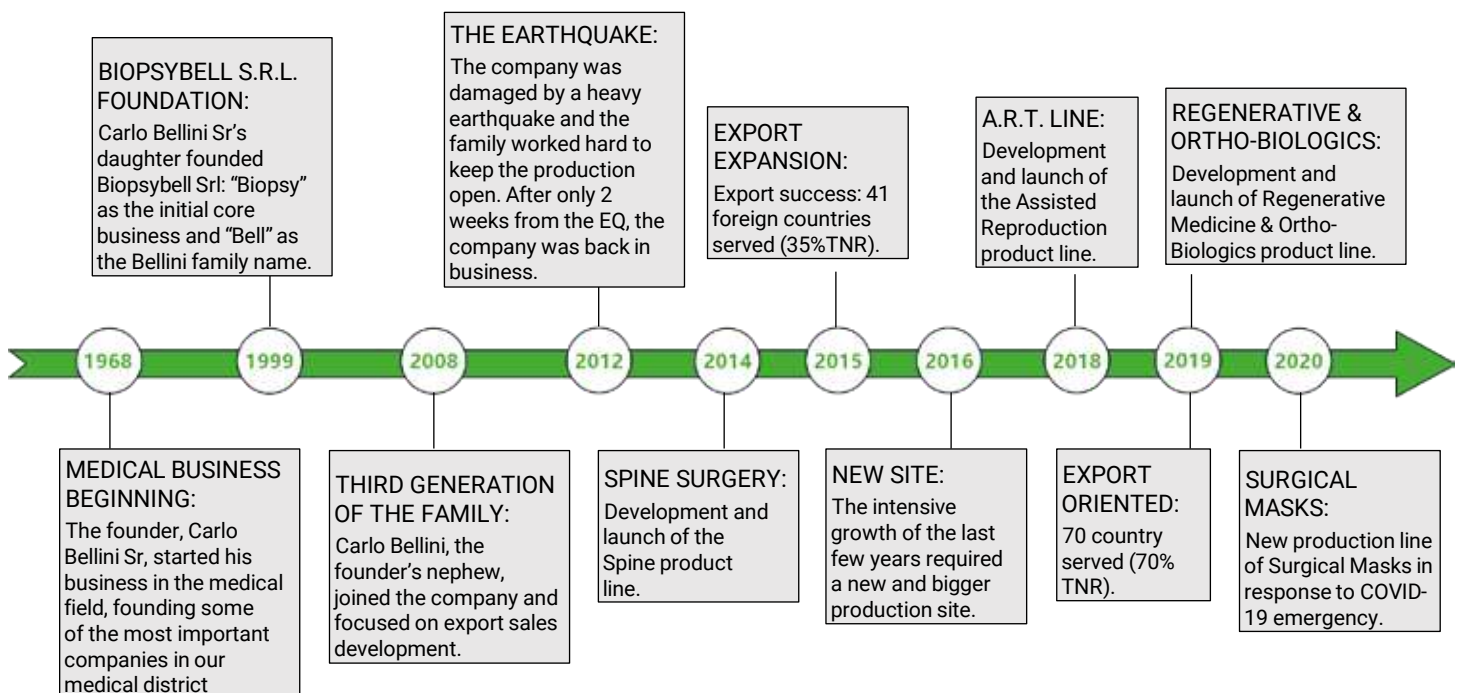 BIOPSYBELL S.R.L.
FOUNDATION:
Carlo Bellini Sr’s
daughter founded
Biopsybell Srl: “Biopsy”
as the initial core
business and “Bell” as
the Bellini family name.
THE EARTHQUAKE:
The company was
damaged by a heavy
earthquake and the
family worked hard to
keep the production
open. After only 2
weeks from the EQ, the
company was back in
business.
EXPORT
EXPANSION:
Export success: 41
foreign countries
served (35%TNR).
A.R.T. LINE:
Development
and launch of
the Assisted
Reproduction
product line.
REGENERATIVE &
ORTHO-BIOLOGICS:
Development and
launch of Regenerative
Medicine & Ortho-
Biologics product line.
1968 1999 2008 2012 2014 2015 2016 2018 2019 2020
MEDICAL BUSINESS
BEGINNING:
The founder, Carlo
Bellini Sr, started his
business in the medical
field, founding some
of the most important
companies in our
medical district
THIRD GENERATION
OF THE FAMILY:
Carlo Bellini, the
founder’s nephew,
joined the company and
focused on export sales
development.
SPINE SURGERY:
Development and
launch of the
Spine product
line.
NEW SITE:
The intensive
growth of the last
few years required
a new and bigger
production site.
EXPORT
ORIENTED:
70 country
served (70%
TNR).
SURGICAL
MASKS:
New production line
of Surgical Masks in
response to COVID-
19 emergency.